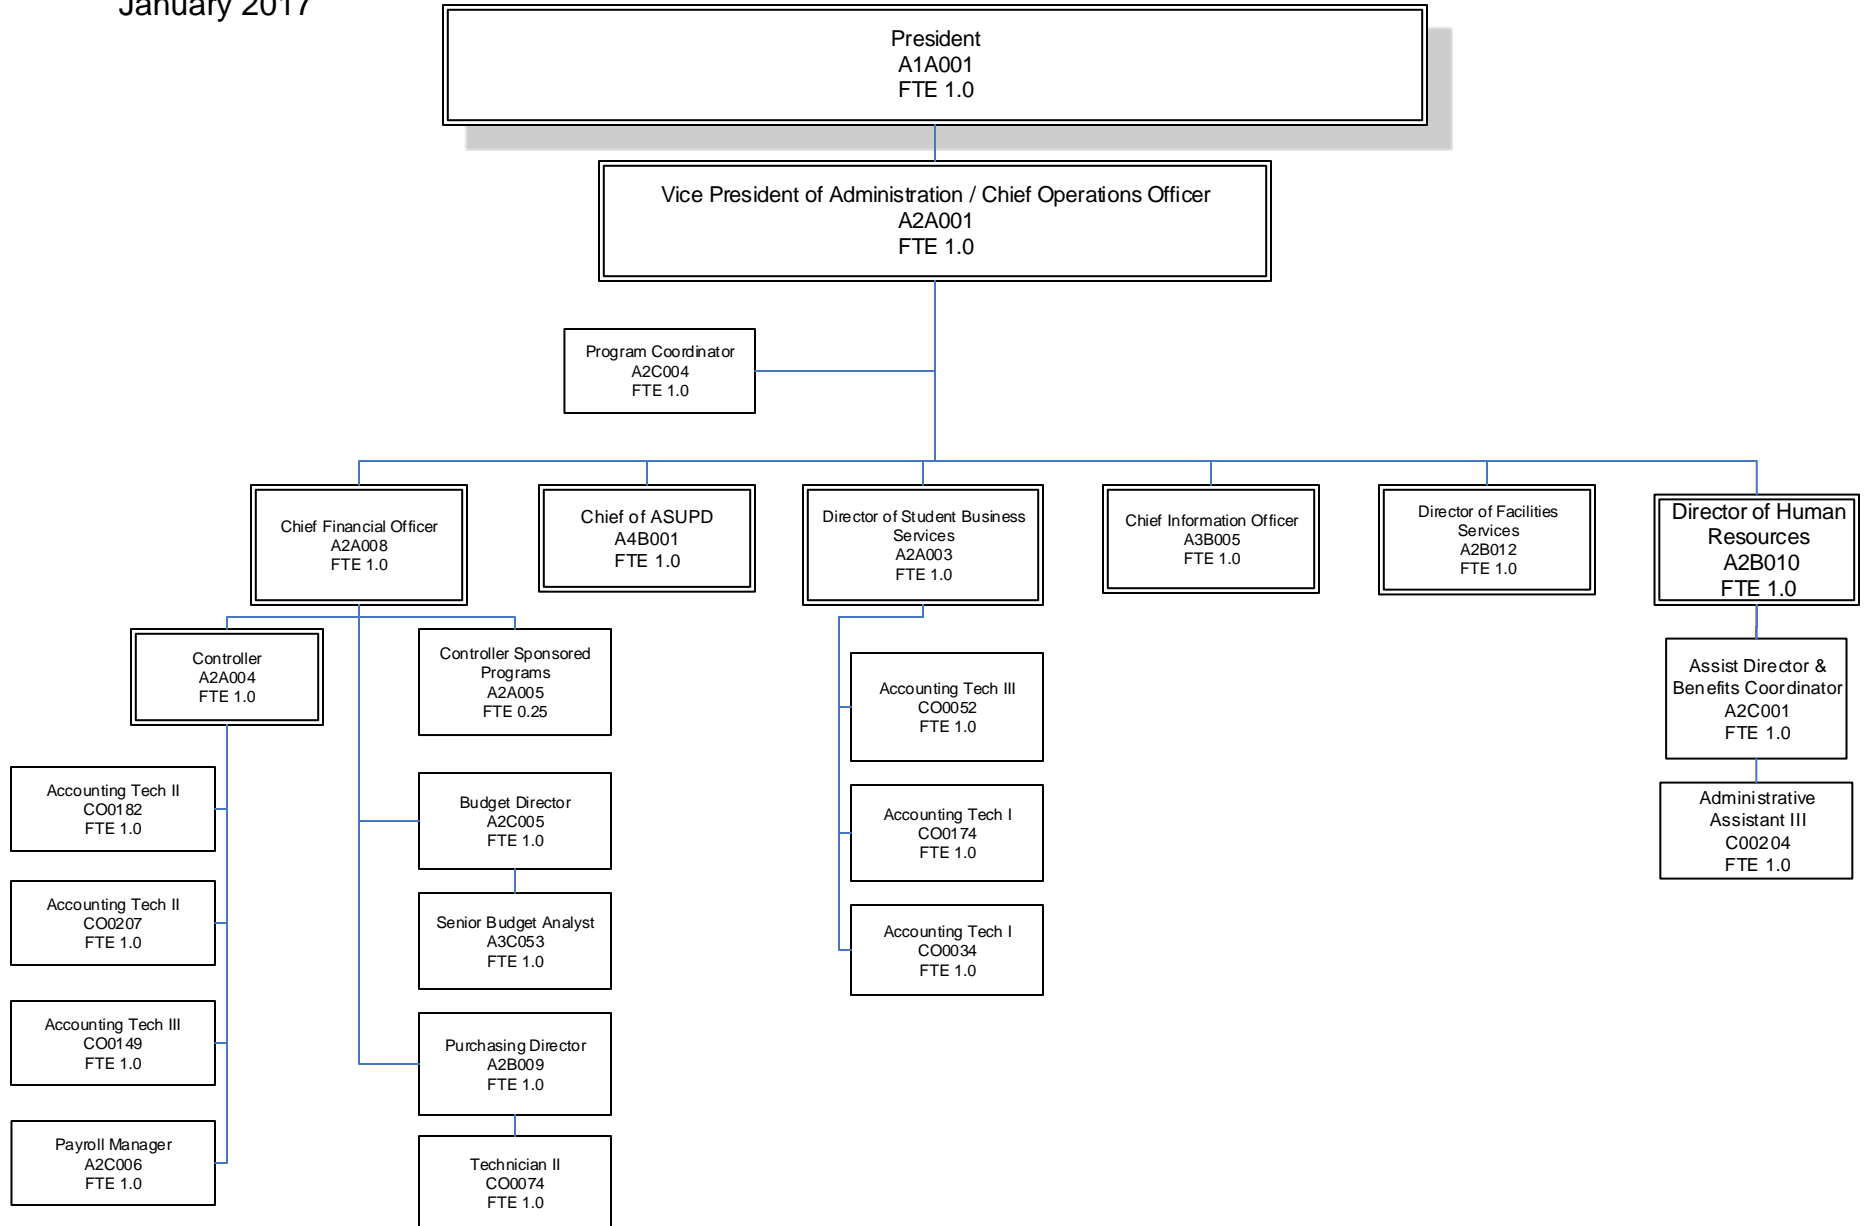 January 2017
President
A1A001
FTE 1.0
Vice President of Administration / Chief Operations Officer
A2A001
FTE 1.0
Program Coordinator
A2C004
FTE 1.0
Chief Financial Officer
A2A008
FTE 1.0
Chief of ASUPD
A4B001
FTE 1.0
Director of Student Business
Services
A2A003
FTE 1.0
Chief Information Officer
A3B005
FTE 1.0
Director of Facilities
Services
A2B012
FTE 1.0
Director of Human
Resources
A2B010
FTE 1.0
Controller
A2A004
FTE 1.0
Controller Sponsored
Programs
A2A005
FTE 0.25
Accounting Tech III
CO0052
FTE 1.0
Assist Director &
Benefits Coordinator
A2C001
FTE 1.0
Accounting Tech II
CO0182
FTE 1.0
Budget Director
A2C005
FTE 1.0
Accounting Tech I
CO0174
FTE 1.0
Administrative
Assistant III
C00204
FTE 1.0
Accounting Tech II
CO0207
FTE 1.0
Senior Budget Analyst
A3C053
FTE 1.0
Accounting Tech I
CO0034
FTE 1.0
Accounting Tech III
CO0149
FTE 1.0
Purchasing Director
A2B009
FTE 1.0
Payroll Manager
A2C006
FTE 1.0
Technician II
CO0074
FTE 1.0